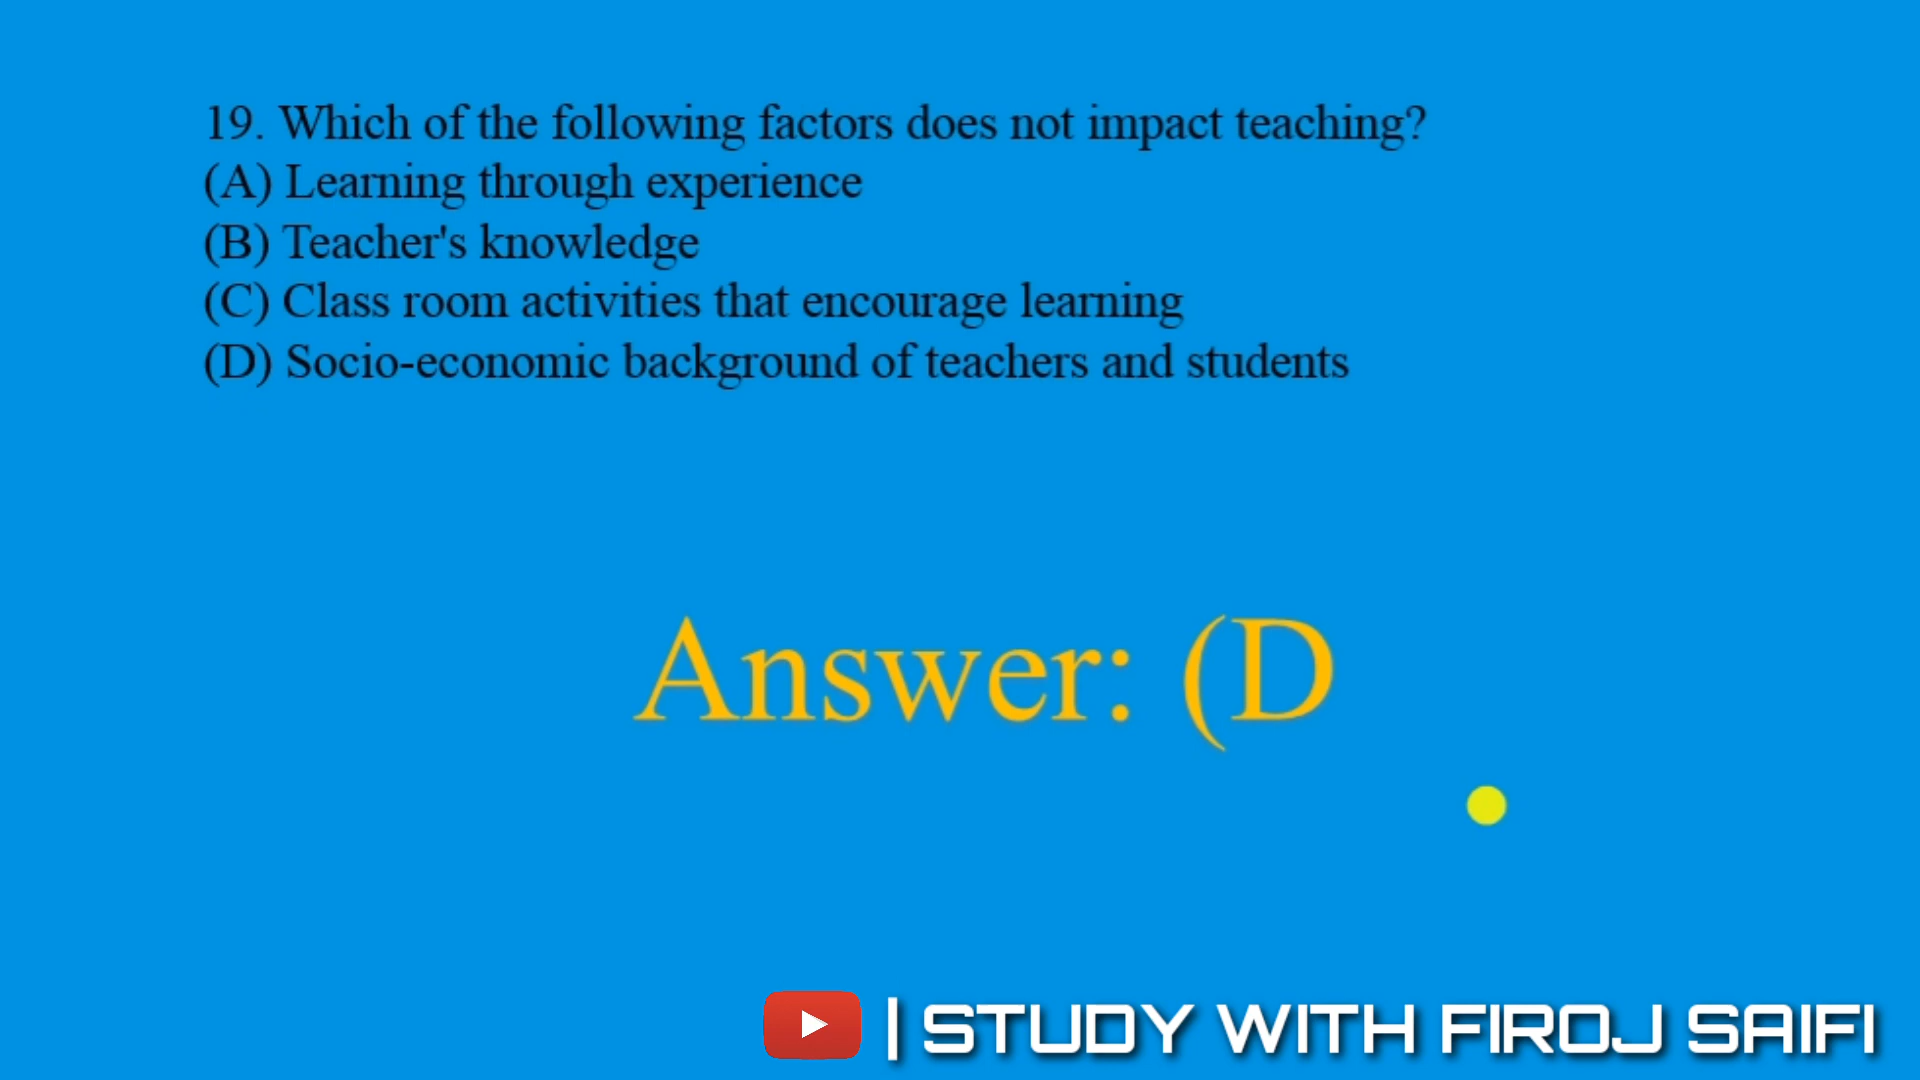 19. Which of the following factors does not impact teaching?
(A) Learning through experience
(B) Teacher's knowledge
(C) Class room activities that encourage learning
(D) Socio-economic background of teachers and students
Answer: (D
| STUDY WITH FIROJ SAIFI